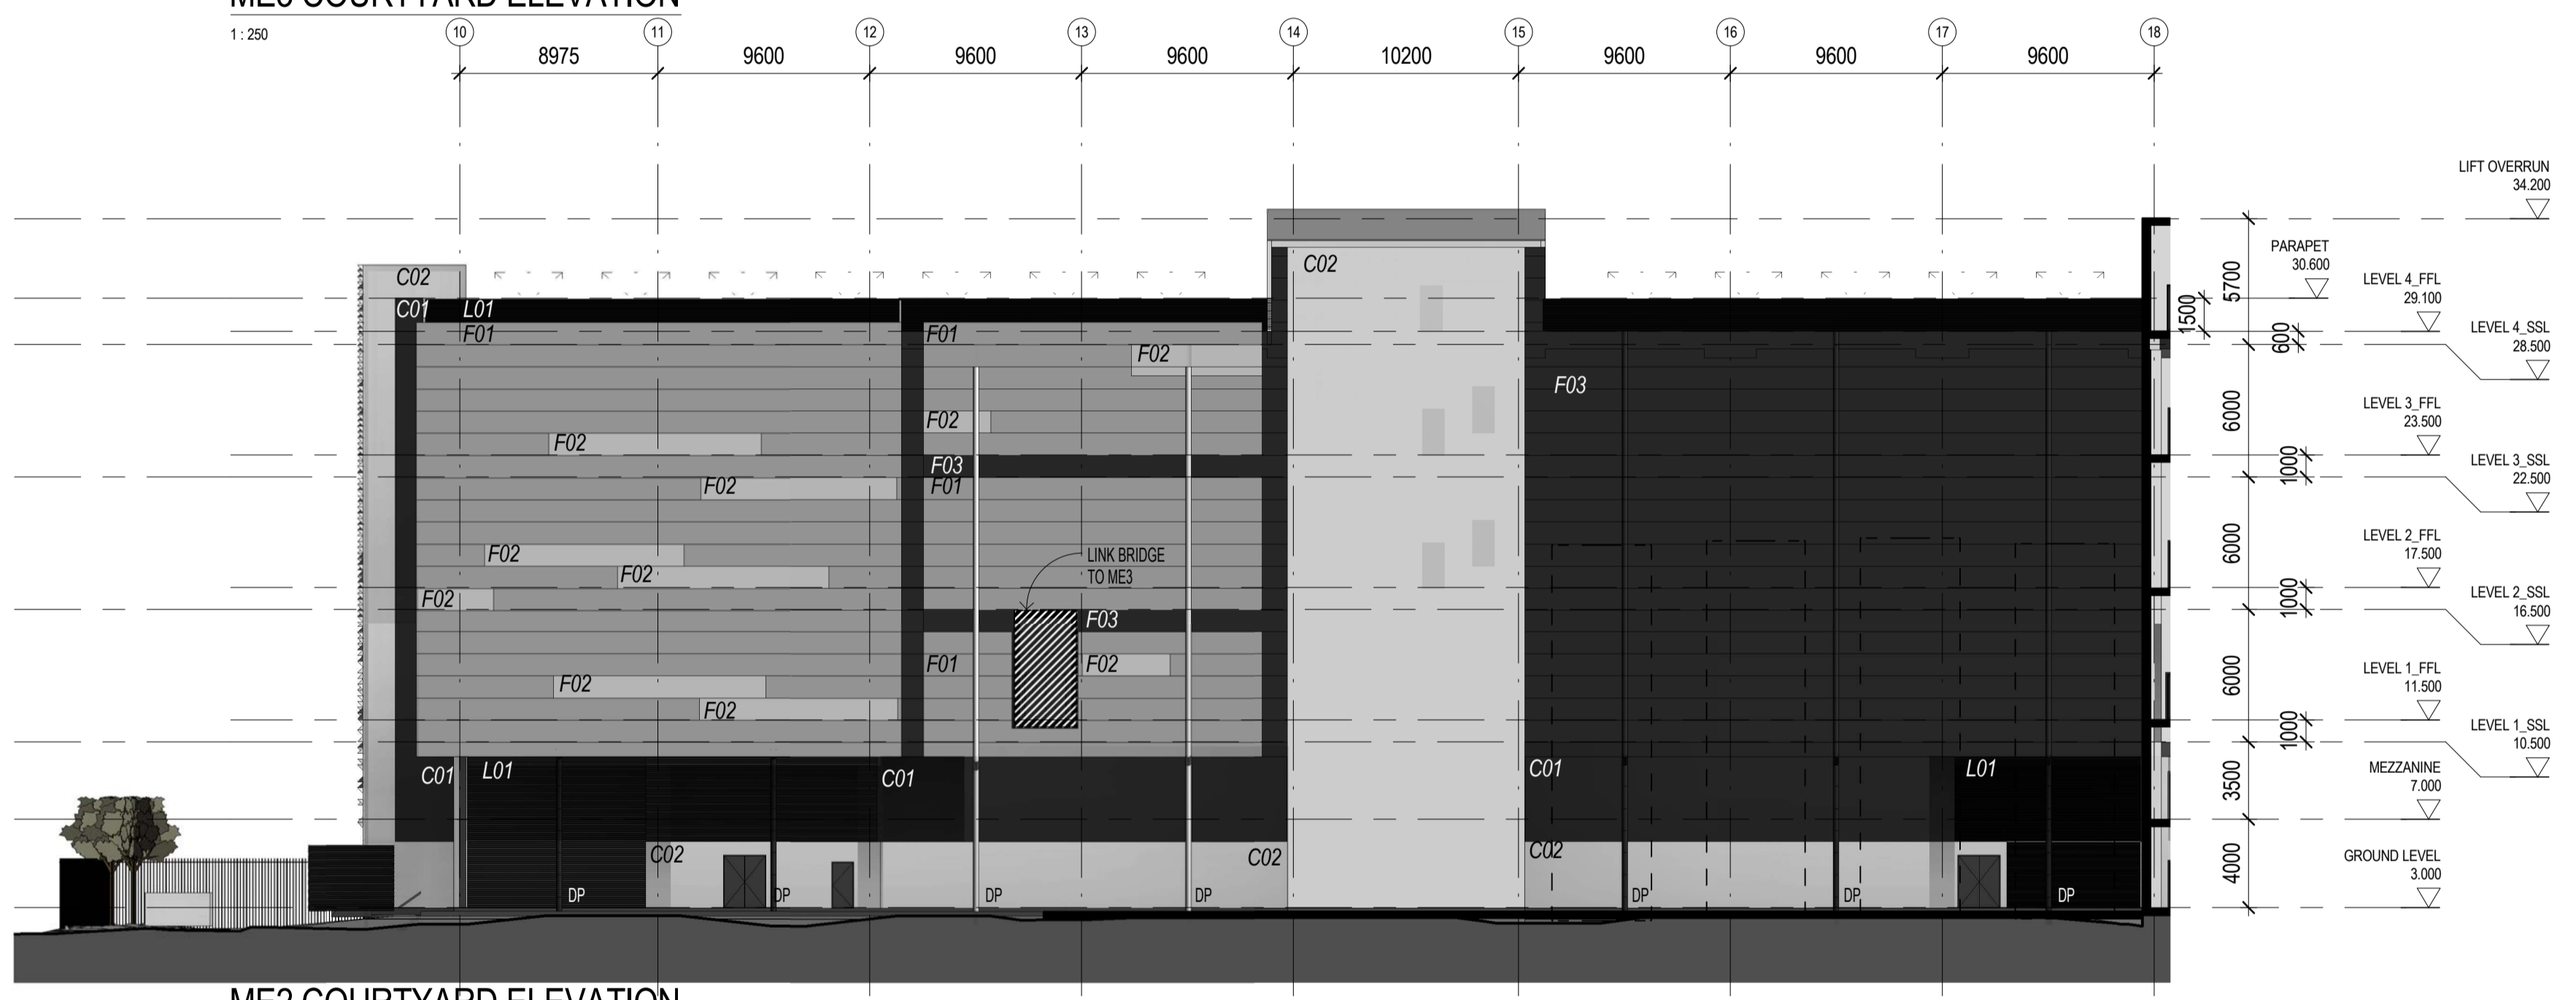 ME3 COURTYARD ELEVATION
1 : 250
10 11 12 13 14 15 16 17 18
8975 9600 9600 9600 10200 9600 9600 9600
LIFT OVERRUN
34.200
PARAPET
30.600
LEVEL 4_FFL
29.100
LEVEL 4_SSL
28.500
LEVEL 3_FFL
23.500
LEVEL 3_SSL
22.500
LEVEL 2_FFL
17.500
LEVEL 2_SSL
16.500
LEVEL 1_FFL
11.500
LEVEL 1_SSL
10.500
MEZZANINE
7.000
GROUND LEVEL
3.000
5700
1500
600
6000
1000
6000
1000
6000
1000
3500
4000
C02
C02
C01 L01
F01 F01
F02
F03
F02
F02
F03
F02 F01
F02
LINK BRIDGE
F02 TO ME3
F02
F03
F01 F02
F02
F02
C01 L01 C01 C01 L01
C02 C02 C02
DP DP DP DP DP DP DP
ME2 COURTYARD ELEVATION